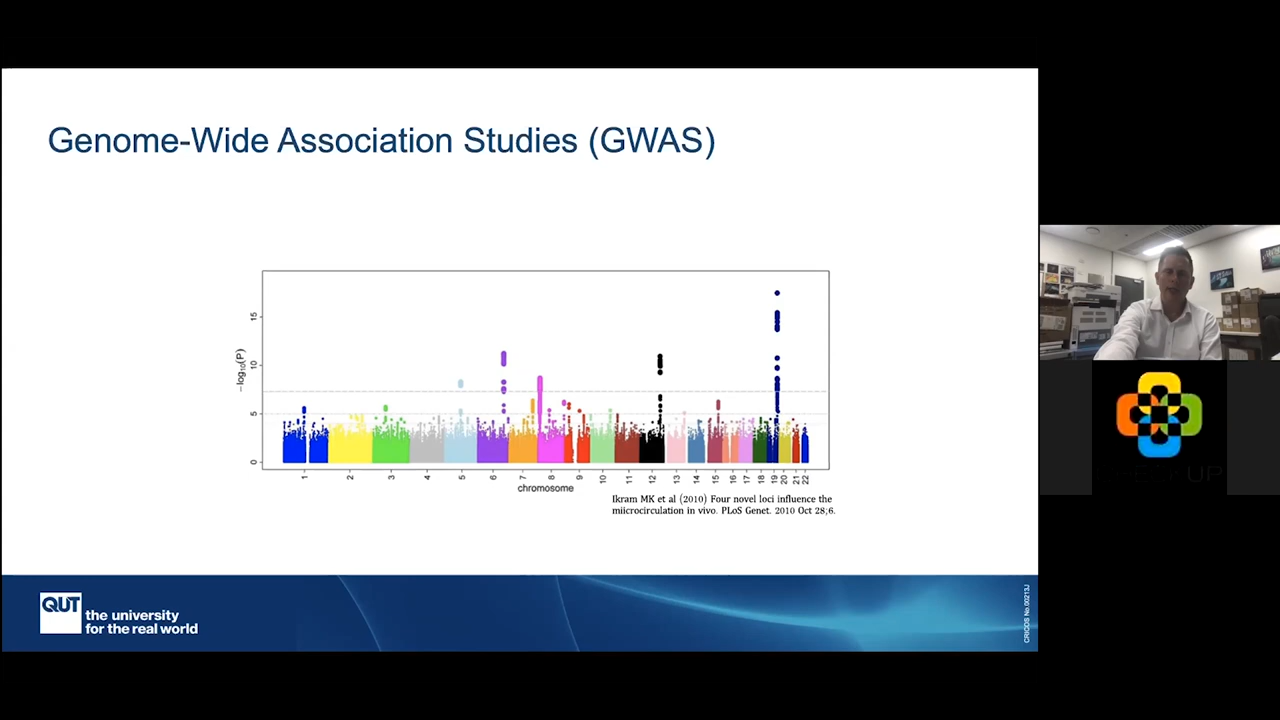 Genome-Wide Association Studies (GWAS)
−log10(P)
15
10
5
0
1 2 3 4 5 6 7 8 9 10 11 12 13 14 15 16 17 18 19 20 21 22
chromosome
Ikram MK et al (2010) Four novel loci influence the
miicrocirculation in vivo. PLoS Genet. 2010 Oct 28;6.
QUT
the university
for the real world
CRICOS No.00213J
UP